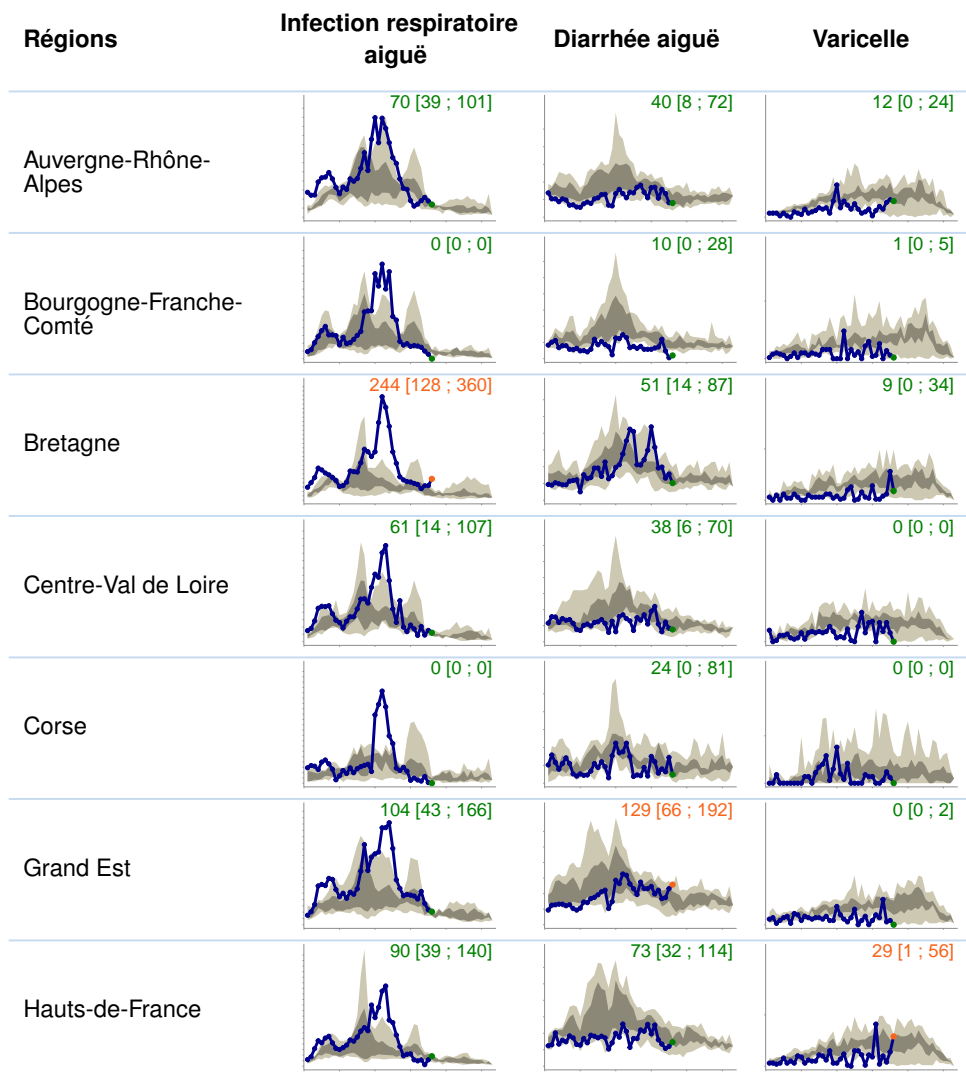 Régions
Infection respiratoire
aiguë
Diarrhée aiguë
Varicelle
Auvergne-Rhône-
Alpes
70 [39 ; 101]
40 [8 ; 72]
12 [0 ; 24]
Bourgogne-Franche-
Comté
0 [0 ; 0]
10 [0 ; 28]
1 [0 ; 5]
Bretagne
244 [128 ; 360]
51 [14 ; 87]
9 [0 ; 34]
Centre-Val de Loire
61 [14 ; 107]
38 [6 ; 70]
0 [0 ; 0]
Corse
0 [0 ; 0]
24 [0 ; 81]
0 [0 ; 0]
Grand Est
104 [43 ; 166]
129 [66 ; 192]
0 [0 ; 2]
Hauts-de-France
90 [39 ; 140]
73 [32 ; 114]
29 [1 ; 56]